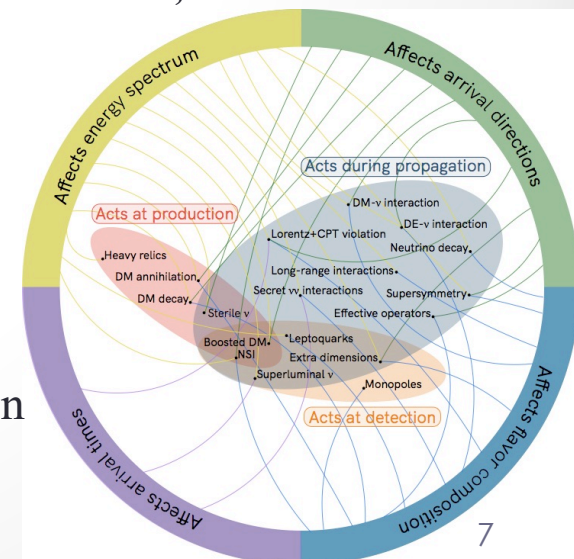 Affects energy spectrum
Affects arrival directions
Acts during propagation
DM-ν interaction
Acts at production
DE-ν interaction
Lorentz+CPT violation
Neutrino decay
Heavy relics
Long-range interactions
DM annihilation
Secret νν interactions
Supersymmetry
DM decay
Sterile ν
Effective operators
Boosted DM
Leptoquarks
NSI
Extra dimensions
Superluminal ν
Monopoles
Acts at detection
Affects arrival times
Affects flavor composition
n
7